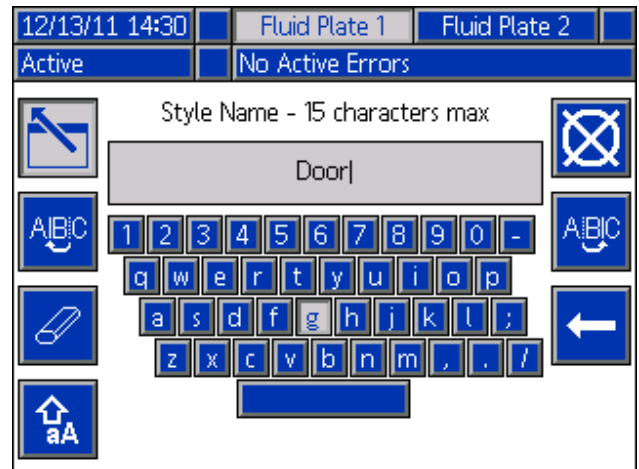 12/13/11 14:30 Fluid Plate 1 Fluid Plate 2
Active No Active Errors
Style Name - 15 characters max
Door
A|B|C 1 2 3 4 5 6 7 8 9 0 - A|B|C
q w e r t y u i o p
a s d f g h j k l ;
z x c v b n m , . /
aA